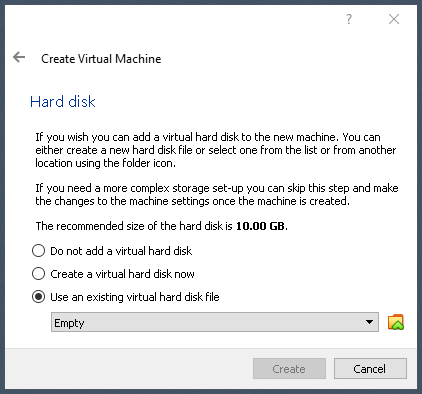 ?
Create Virtual Machine
Hard disk
If you wish you can add a virtual hard disk to the new machine. You can
either create a new hard disk file or select one from the list or from another
location using the folder icon.
If you need a more complex storage set-up you can skip this step and make
the changes to the machine settings once the machine is created.
The recommended size of the hard disk is 10.00 GB.
Do not add a virtual hard disk
Create a virtual hard disk now
Use an existing virtual hard disk file
Empty
Create Cancel